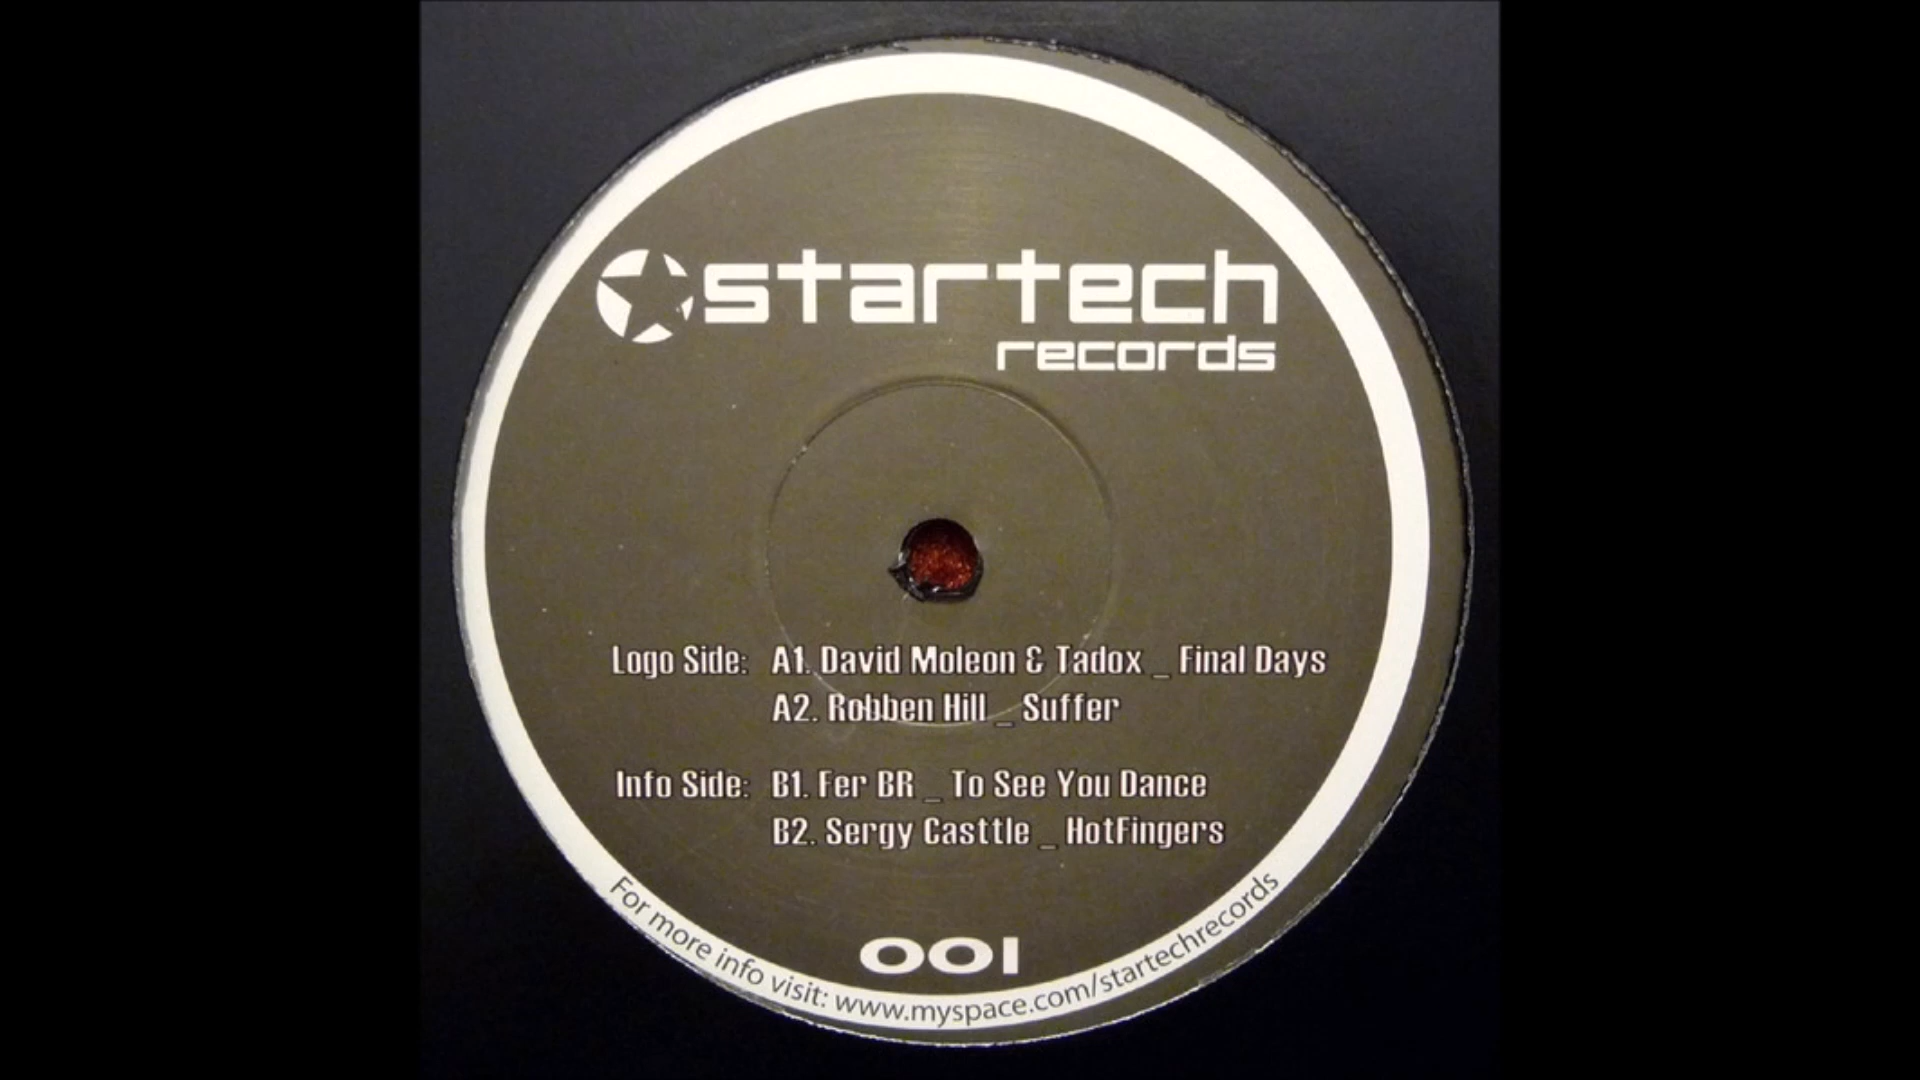 startech
records
Logo Side: A1. David Moleon & Tadox _ Final Days
A2. Robben Hill _ Suffer
Info Side: B1. Fer BR _ To See You Dance
B2. Sergy Casttle _ HotFingers
001
For more info visit: www.myspace.com/startechrecords